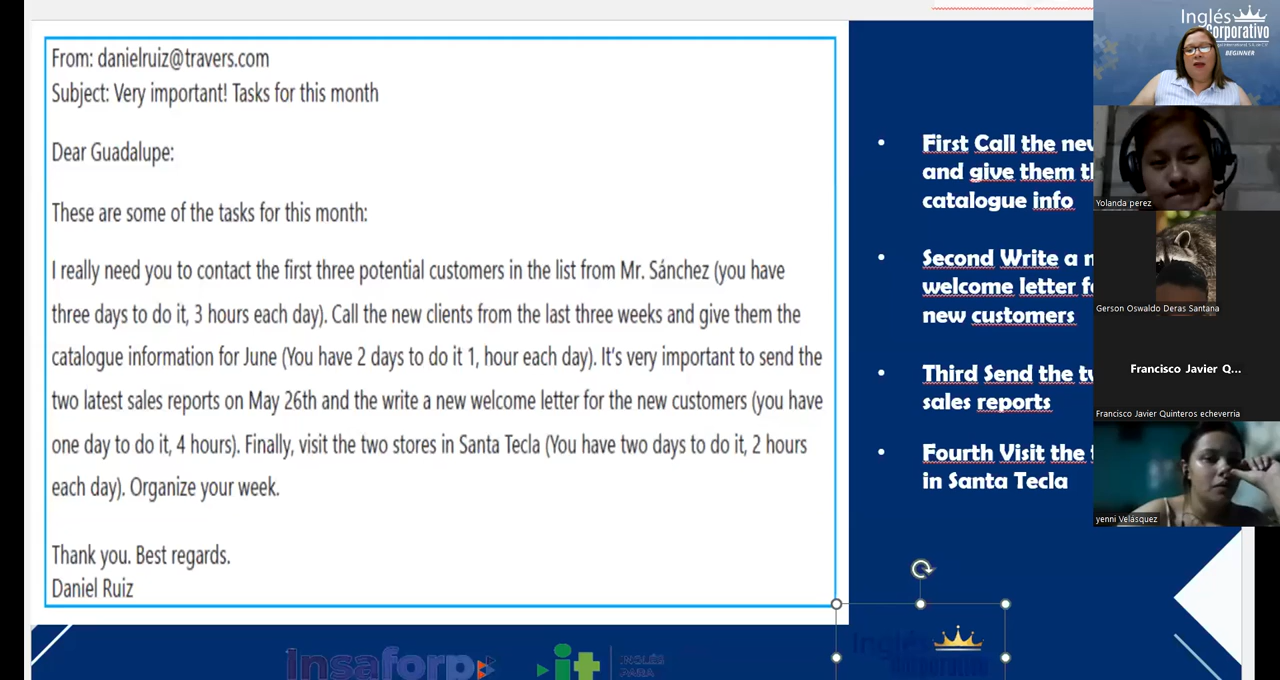 From: danielruiz@travers.com
Subject: Very important! Tasks for this month
Dear Guadalupe:
These are some of the tasks for this month:
I really need you to contact the first three potential customers in the list from Mr. Sánchez (you have
three days to do it, 3 hours each day). Call the new clients from the last three weeks and give them the
catalogue information for June (You have 2 days to do it 1, hour each day). It's very important to send the
two latest sales reports on May 26th and the write a new welcome letter for the new customers (you have
one day to do it, 4 hours). Finally, visit the two stores in Santa Tecla (You have two days to do it, 2 hours
each day). Organize your week.
Thank you. Best regards.
Daniel Ruiz
First Call the
and give them
catalogue info
Second Write a
welcome letter
new customers
Third Send the
sales reports
Fourth Visit the
in Santa Tecla
Inglés
Corporativo
BEGINNER
Yolanda perez
Gerson Oswaldo Deras Santana
Francisco Javier Q...
Francisco Javier Quinteros echeverria
yenni Velásquez
Insaforp
it
INGLÉS
PARA
Inglés
Corporativo